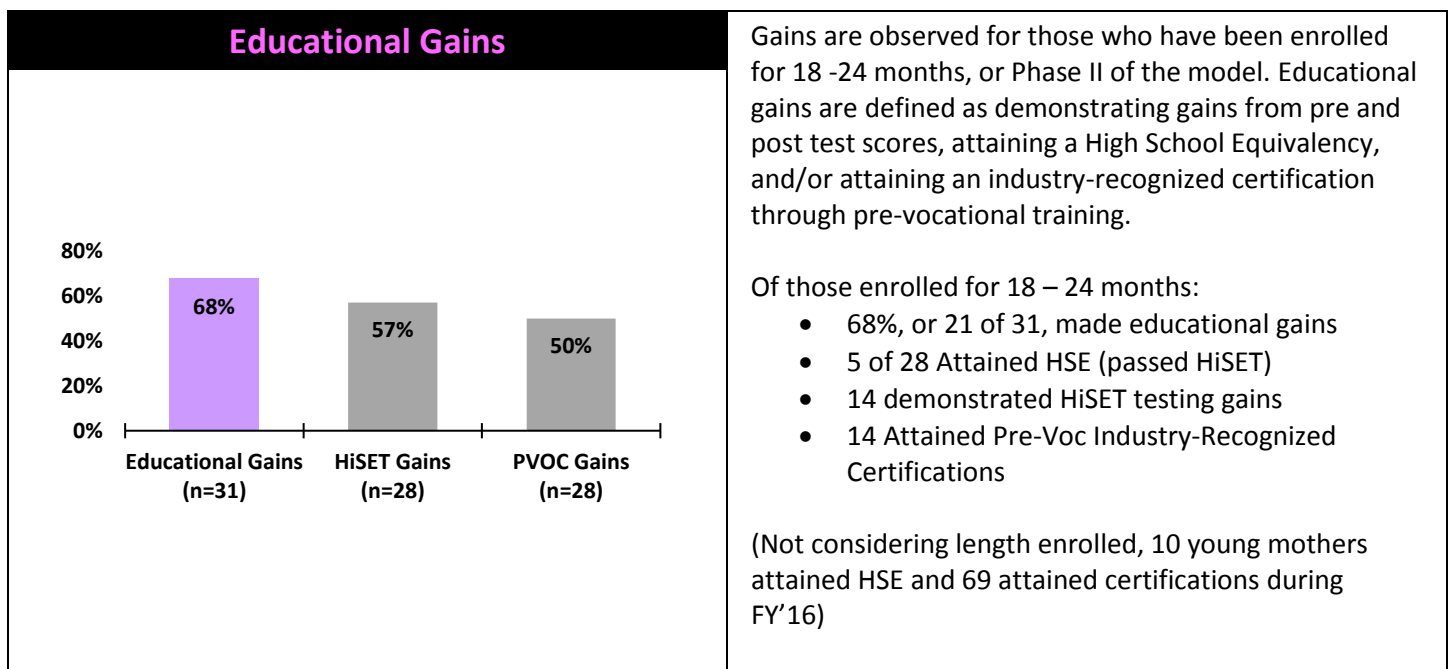 Educational Gains
80%
60%
40%
20%
0%
68%
57%
50%
Educational Gains
(n=31)
HiSET Gains
(n=28)
PVOC Gains
(n=28)
Gains are observed for those who have been enrolled
for 18 -24 months, or Phase II of the model. Educational
gains are defined as demonstrating gains from pre and
post test scores, attaining a High School Equivalency,
and/or attaining an industry-recognized certification
through pre-vocational training.
Of those enrolled for 18 – 24 months:
• 68%, or 21 of 31, made educational gains
• 5 of 28 Attained HSE (passed HiSET)
• 14 demonstrated HiSET testing gains
• 14 Attained Pre-Voc Industry-Recognized
Certifications
(Not considering length enrolled, 10 young mothers
attained HSE and 69 attained certifications during
FY’16)